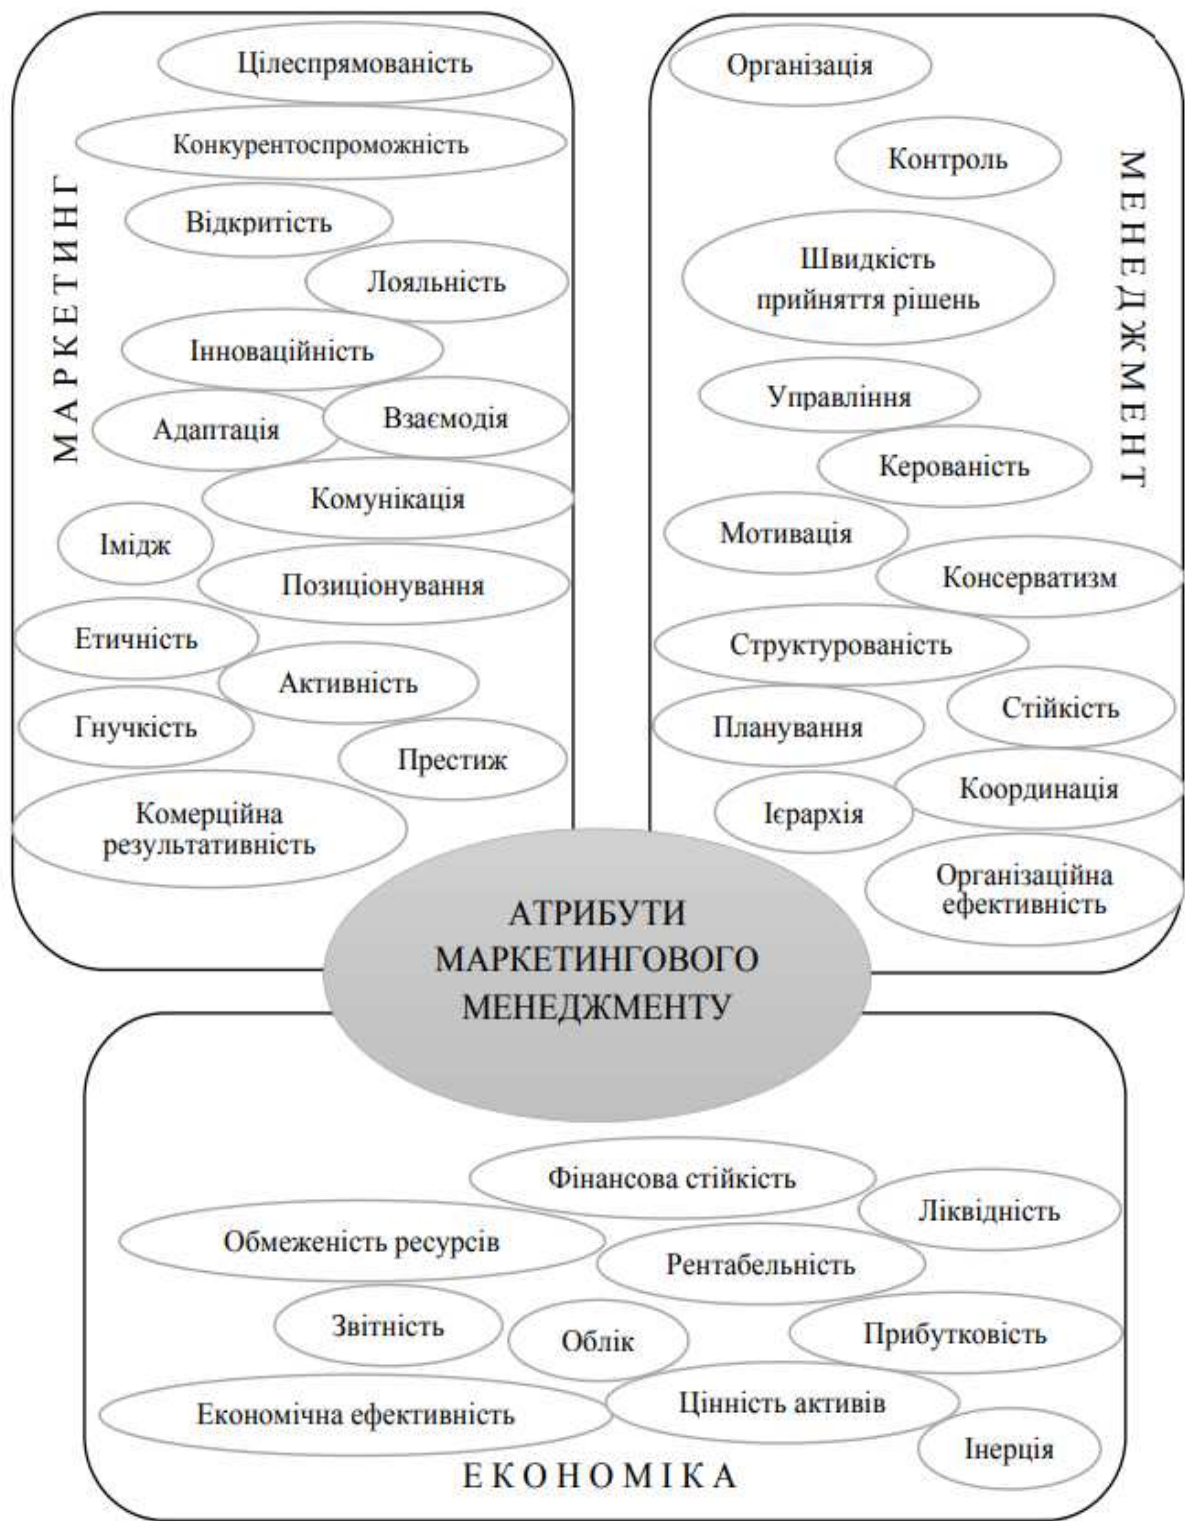 МАРКЕТИНГ
Цілеспрямованість
Конкурентоспроможність
Відкритість
Лояльність
Інноваційність
Адаптація
Взаємодія
Комунікація
Імідж
Позиціонування
Етичність
Активність
Гнучкість
Престиж
Комерційна
результативність
МЕНЕДЖМЕНТ
Організація
Контроль
Швидкість
прийняття рішень
Управління
Керованість
Мотивація
Консерватизм
Структурованість
Стійкість
Планування
Координація
Ієрархія
Організаційна
ефективність
АТРИБУТИ
МАРКЕТИНГОВОГО
МЕНЕДЖМЕНТУ
Фінансова стійкість
Ліквідність
Обмеженість ресурсів
Рентабельність
Звітність
Облік
Прибутковість
Економічна ефективність
Цінність активів
Інерція
ЕКОНОМІКА